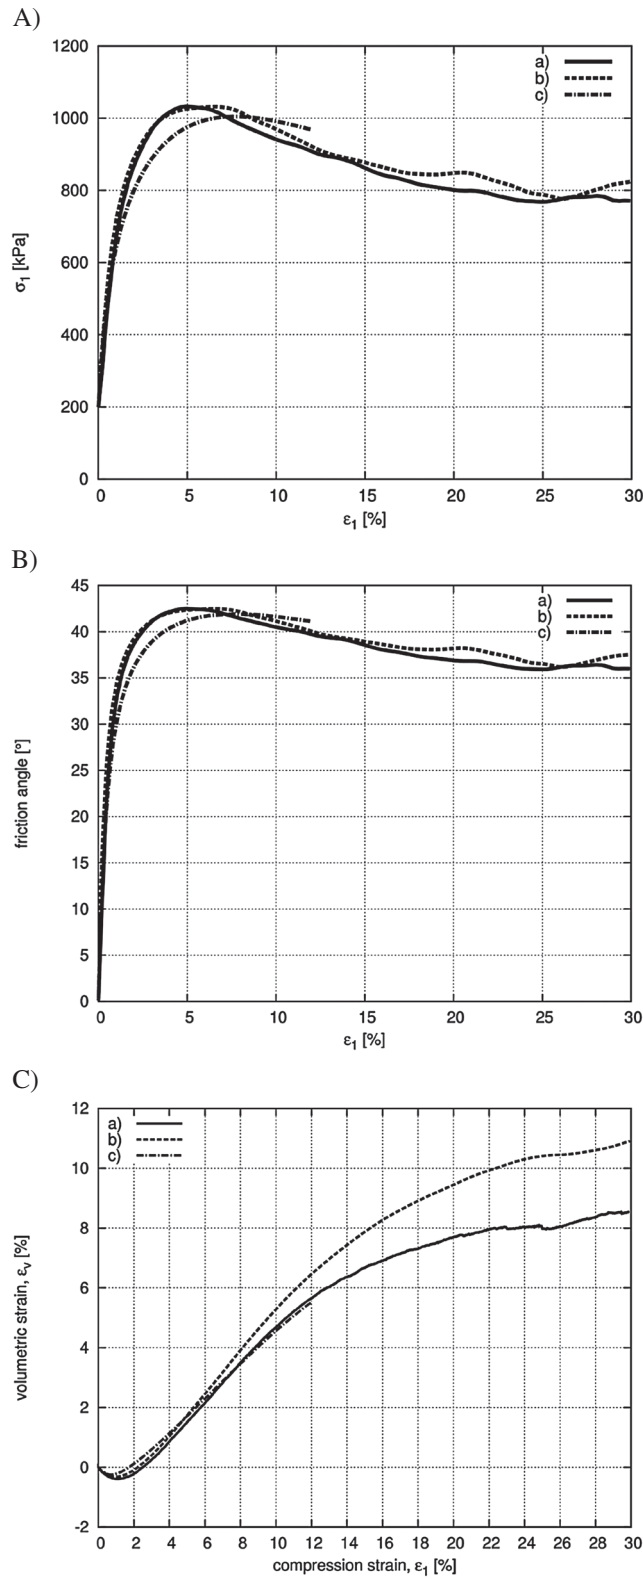 A)
1200
1000
800
600
400
200
0
σ1 [kPa]
a)
b)
c)
0 5 10 15 20 25 30
ε1 [%]
B)
45
40
35
30
25
20
15
10
5
0
friction angle [°]
a)
b)
c)
0 5 10 15 20 25 30
ε1 [%]
C)
12
10
8
6
4
2
0
-2
volumetric strain, εv [%]
a)
b)
c)
0 2 4 6 8 10 12 14 16 18 20 22 24 26 28 30
compression strain, ε1 [%]